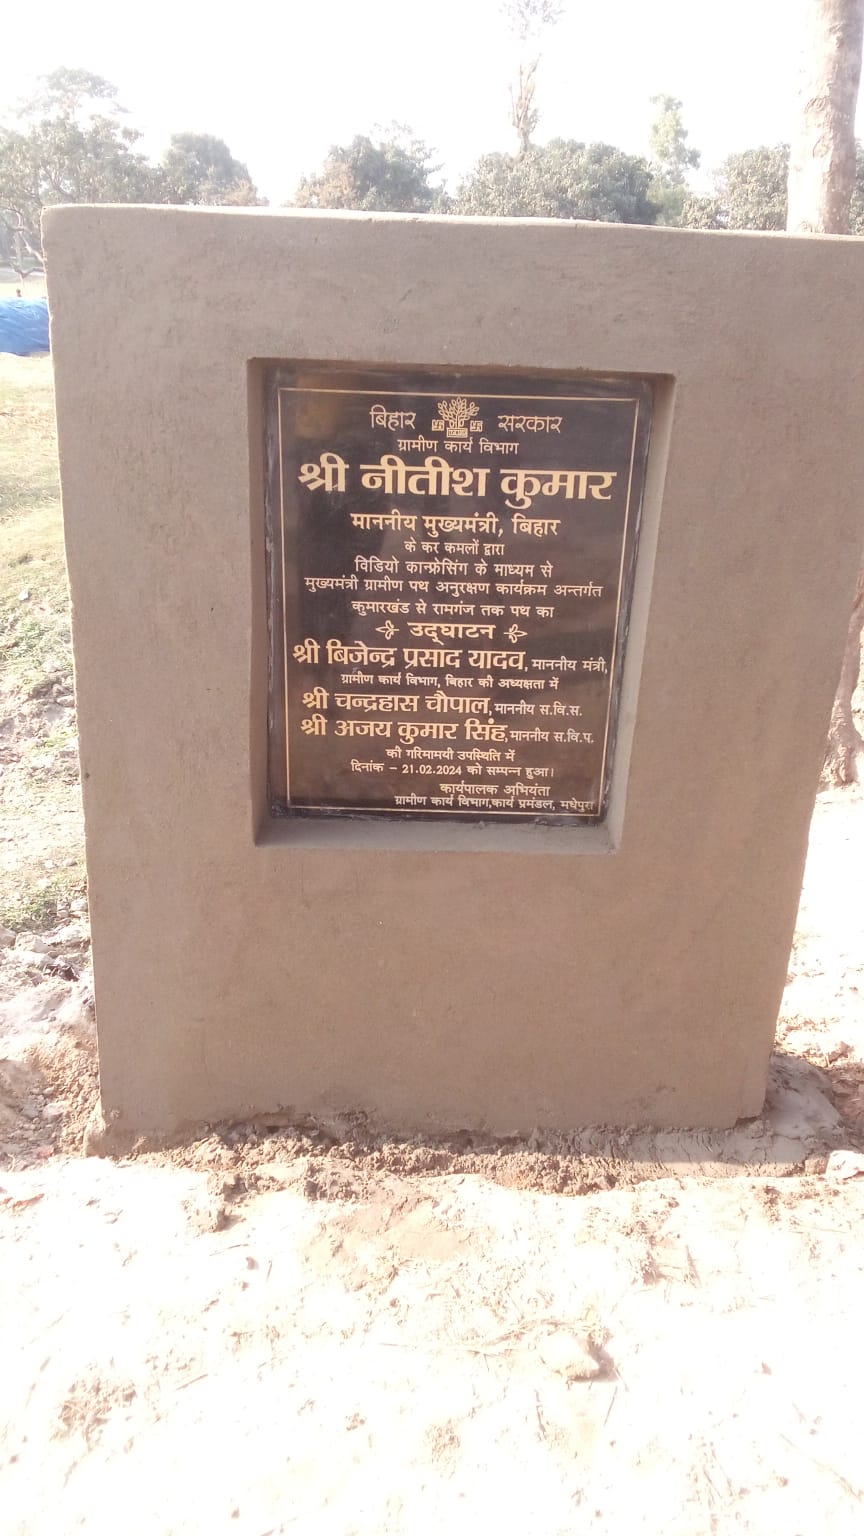 बिहार सरकार
ग्रामीण कार्य विभाग
श्री नीतीश कुमार
माननीय मुख्यमंत्री, बिहार
के कर कमलों द्वारा
विडियो कान्फ्रेसिंग के माध्यम से
मुख्यमंत्री ग्रामीण पथ अनुरक्षण कार्यक्रम अन्तर्गत
कुमारखंड से रामगंज तक पथ का
उद्घाटन
श्री बिजेन्द्र प्रसाद यादव, माननीय मंत्री,
ग्रामीण कार्य विभाग, बिहार की अध्यक्षता में
श्री चन्द्रहास चौपाल, माननीय स.वि.स.
श्री अजय कुमार सिंह, माननीय स.वि.प.
की गरिमामयी उपस्थिति में
दिनांक – 21.02.2024 को सम्पन्न हुआ।
कार्यपालक अभियंता
ग्रामीण कार्य विभाग,कार्य प्रमंडल, मधेपुरा